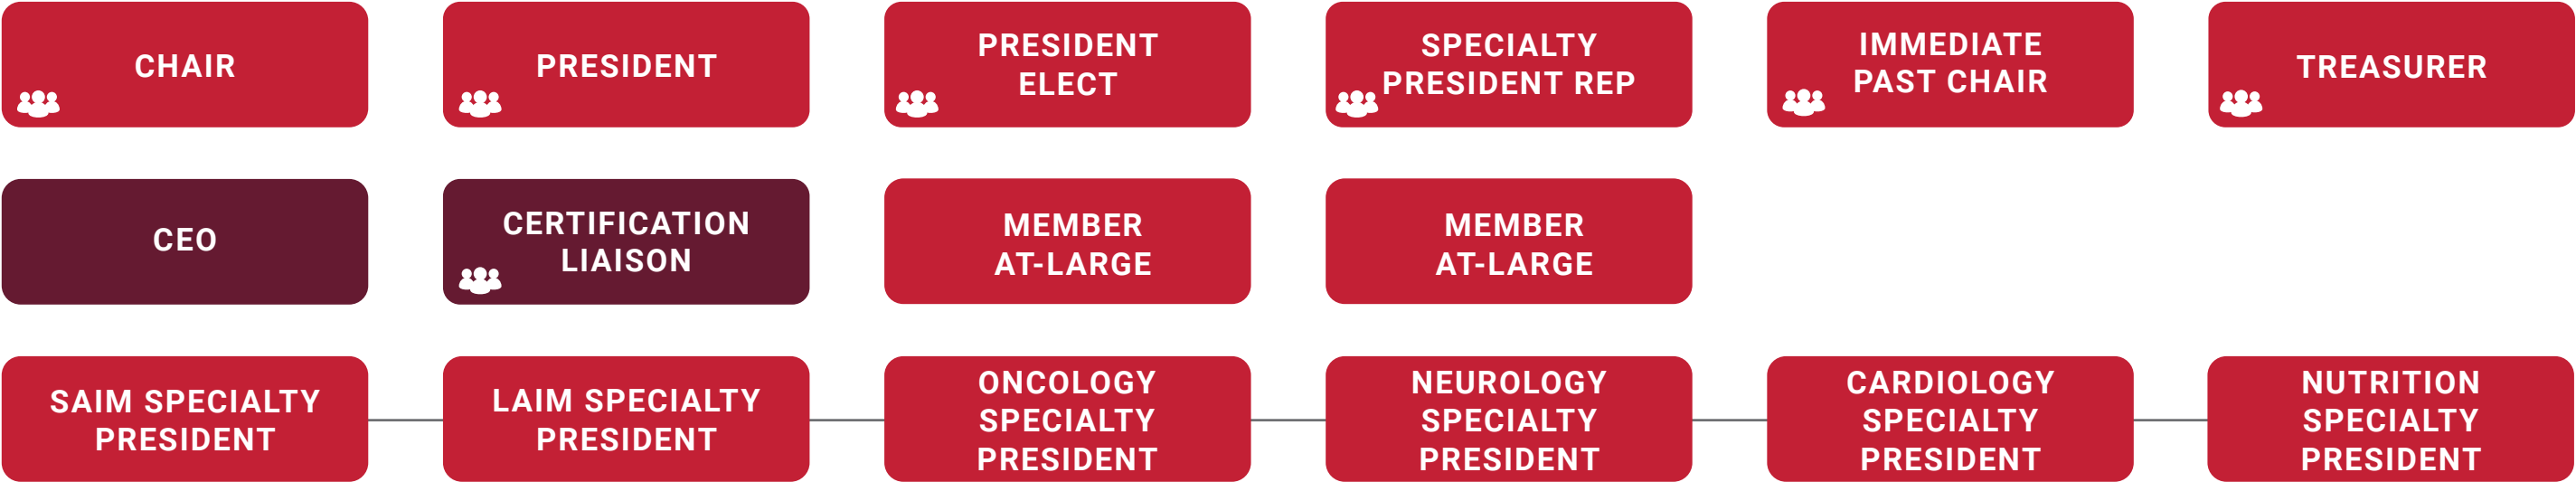 CHAIR
PRESIDENT
PRESIDENT
ELECT
SPECIALTY
PRESIDENT REP
IMMEDIATE
PAST CHAIR
TREASURER
CEO
CERTIFICATION
LIAISON
MEMBER
AT-LARGE
MEMBER
AT-LARGE
SAIM SPECIALTY
PRESIDENT
LAIM SPECIALTY
PRESIDENT
ONCOLOGY
SPECIALTY
PRESIDENT
NEUROLOGY
SPECIALTY
PRESIDENT
CARDIOLOGY
SPECIALTY
PRESIDENT
NUTRITION
SPECIALTY
PRESIDENT